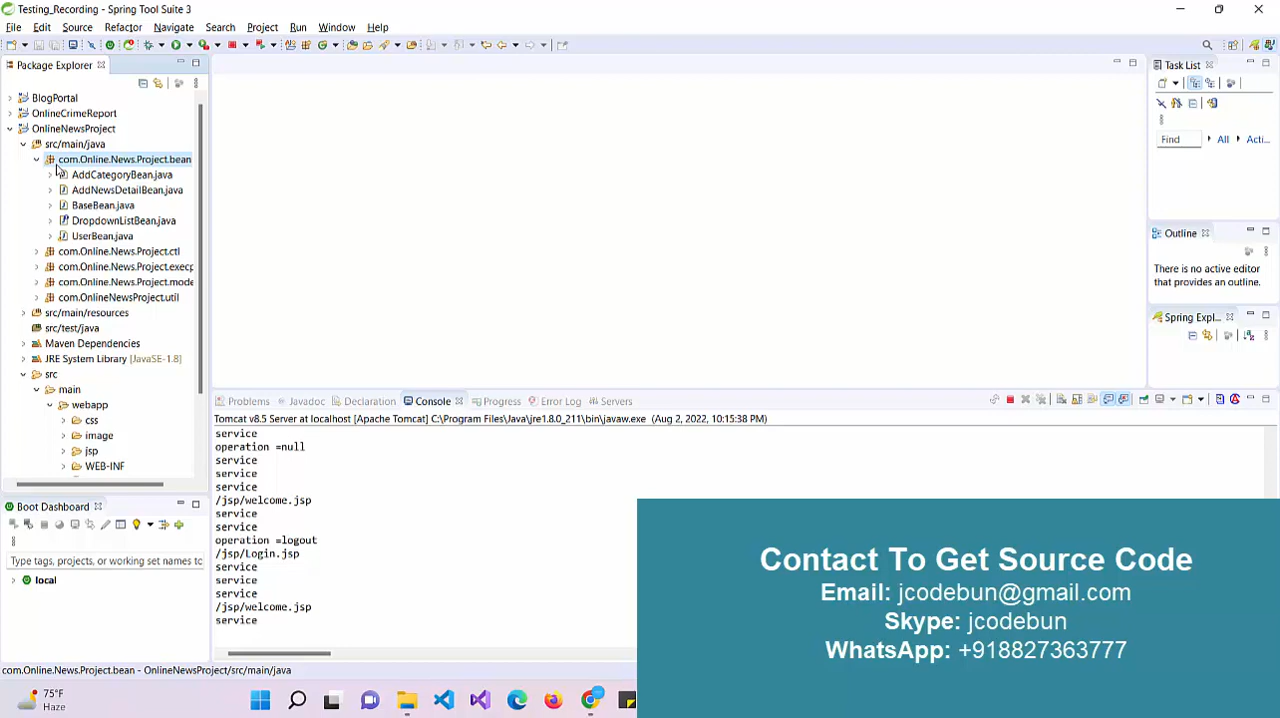 Testing_Recording - Spring Tool Suite 3
File Edit Source Refactor Navigate Search Project Run Window Help
Package Explorer
BlogPortal
OnlineCrimeReport
OnlineNewsProject
src/main/java
com.Online.News.Project.bean
AddCategoryBean.java
AddNewsDetailBean.java
BaseBean.java
DropdownListBean.java
UserBean.java
com.Online.News.Project.ctl
com.Online.News.Project.execp
com.Online.News.Project.mode
com.OnlineNewsProject.util
src/main/resources
src/test/java
Maven Dependencies
JRE System Library [JavaSE-1.8]
src
main
webapp
css
image
jsp
WEB-INF
Boot Dashboard
Type tags, projects, or working set names tc
local
com.Online.News.Project.bean - OnlineNewsProject/src/main/java
Problems Javadoc Declaration Console Progress Error Log Servers
Tomcat v8.5 Server at localhost [Apache Tomcat] C:\Program Files\Java\jre1.8.0_211\bin\javaw.exe (Aug 2, 2022, 10:15:38 PM)
service
operation =null
service
service
service
/jsp/welcome.jsp
service
service
operation =logout
/jsp/Login.jsp
service
service
service
/jsp/welcome.jsp
service
Task List
Find All Acti...
Outline
There is no active editor
that provides an outline.
Spring Expl...
Contact To Get Source Code
Email: jcodebun@gmail.com
Skype: jcodebun
WhatsApp: +918827363777
75°F
Haze